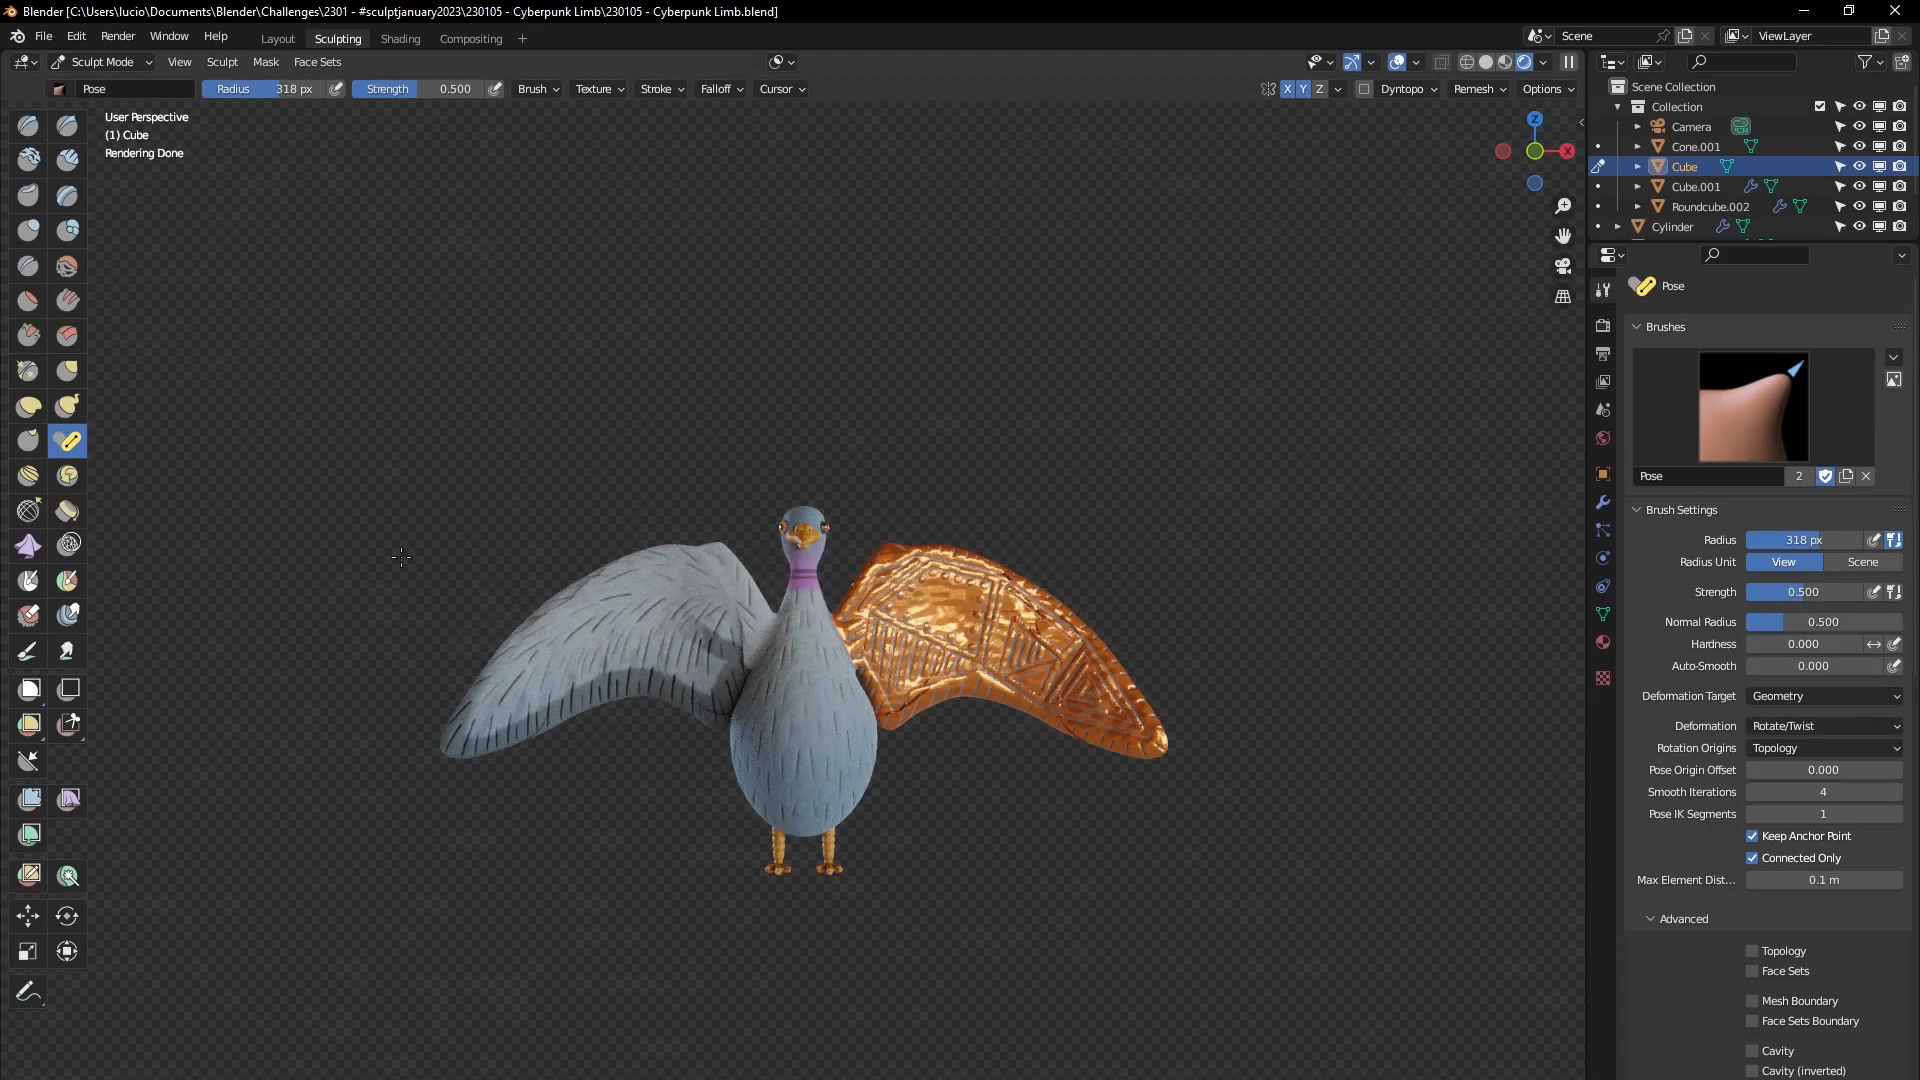 Blender [C:\Users\lucio\Documents\Blender\Challenges\2301 - #sculptjanuary2023\230105 - Cyberpunk Limb\230105 - Cyberpunk Limb.blend]
File Edit Render Window Help Layout Sculpting Shading Compositing + Scene ViewLayer
Sculpt Mode View Sculpt Mask Face Sets
Pose Radius 318 px Strength 0.500 Brush Texture Stroke Falloff Cursor X Y Z Dyntopo Remesh Options
User Perspective
(1) Cube
Rendering Done
Z
X
Scene Collection
Collection
Camera
Cone.001
Cube
Cube.001
Roundcube.002
Cylinder
Pose
Brushes
Pose 2
Brush Settings
Radius 318 px
Radius Unit View Scene
Strength 0.500
Normal Radius 0.500
Hardness 0.000
Auto-Smooth 0.000
Deformation Target Geometry
Deformation Rotate/Twist
Rotation Origins Topology
Pose Origin Offset 0.000
Smooth Iterations 4
Pose IK Segments 1
Keep Anchor Point
Connected Only
Max Element Dist... 0.1 m
Advanced
Topology
Face Sets
Mesh Boundary
Face Sets Boundary
Cavity
Cavity (inverted)